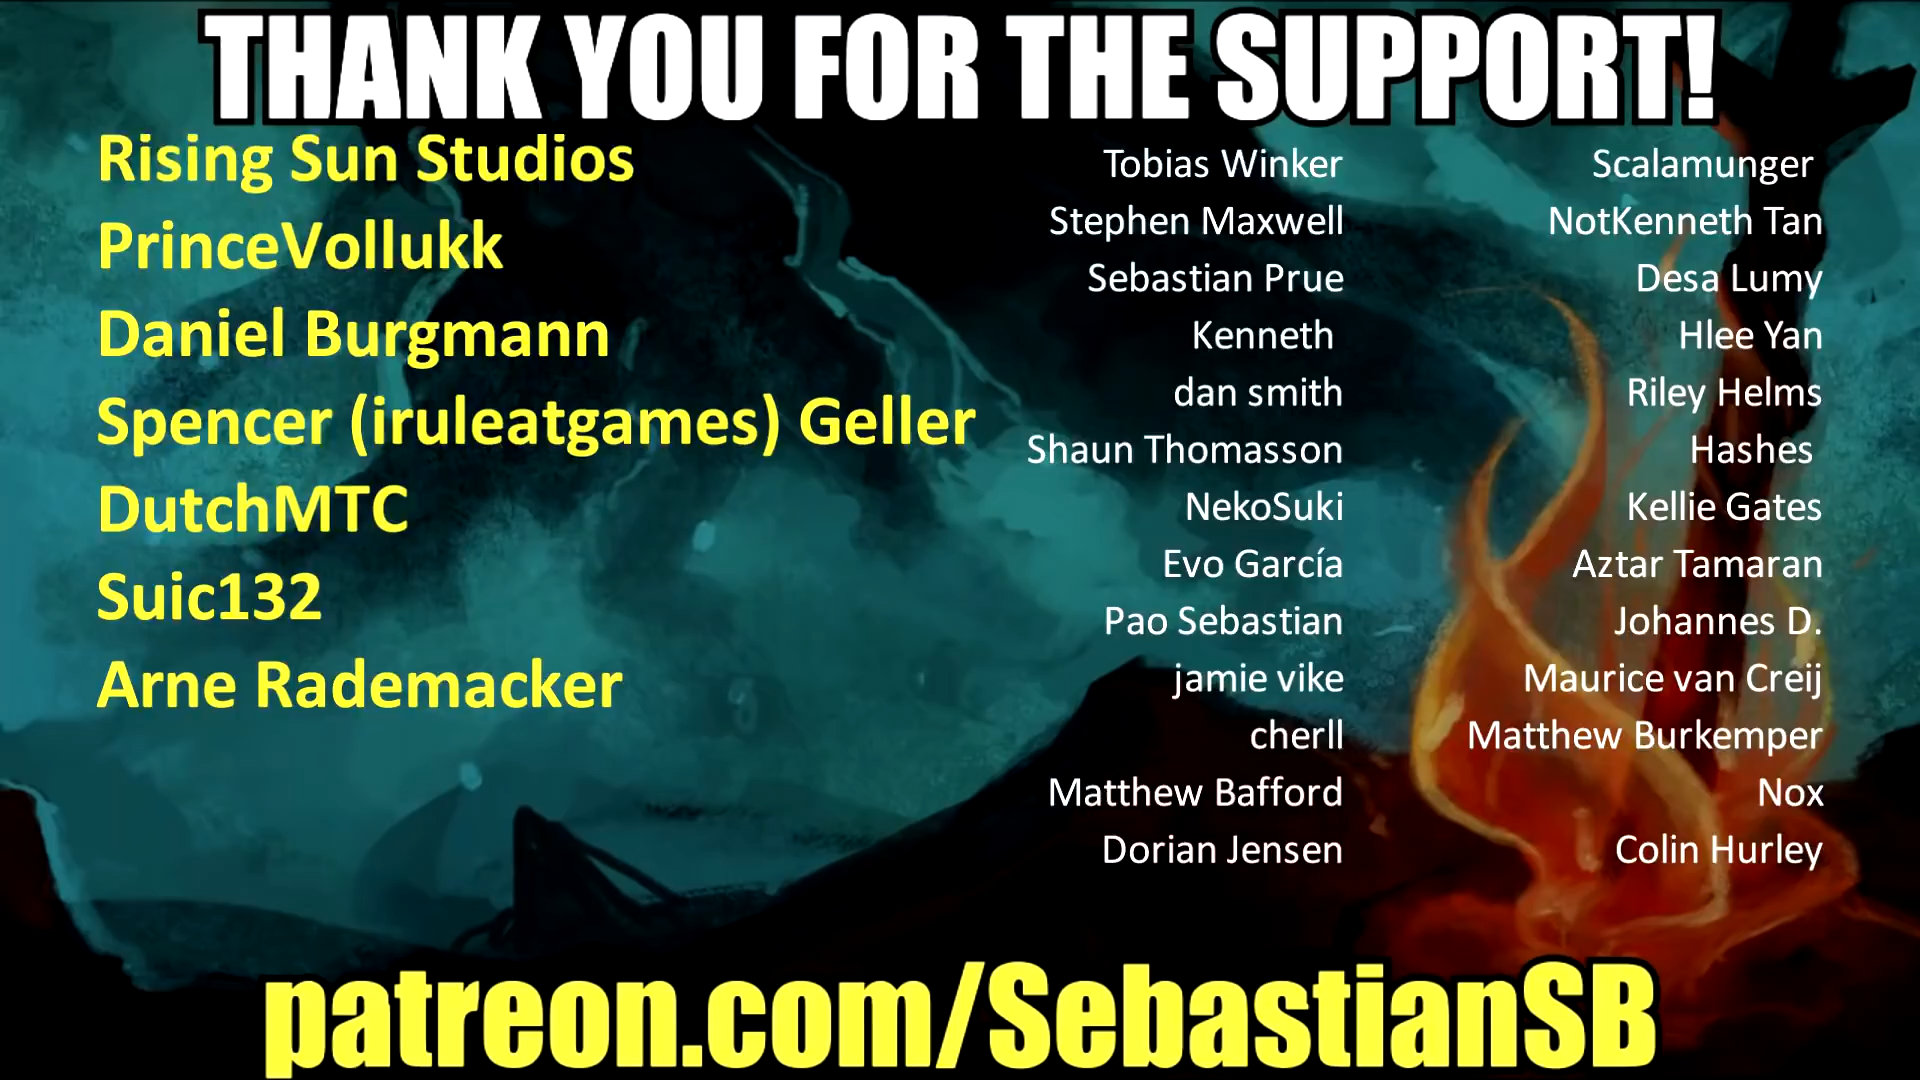 THANK YOU FOR THE SUPPORT!
Rising Sun Studios
PrinceVollukk
Daniel Burgmann
Spencer (iruleatgames) Geller
DutchMTC
Suic132
Arne Rademacker
Tobias Winker
Stephen Maxwell
Sebastian Prue
Kenneth
dan smith
Shaun Thomasson
NekoSuki
Evo García
Pao Sebastian
jamie vike
cherll
Matthew Bafford
Dorian Jensen
Scalamunger
NotKenneth Tan
Desa Lumy
Hlee Yan
Riley Helms
Hashes
Kellie Gates
Aztar Tamaran
Johannes D.
Maurice van Creij
Matthew Burkemper
Nox
Colin Hurley
patreon.com/SebastianSB